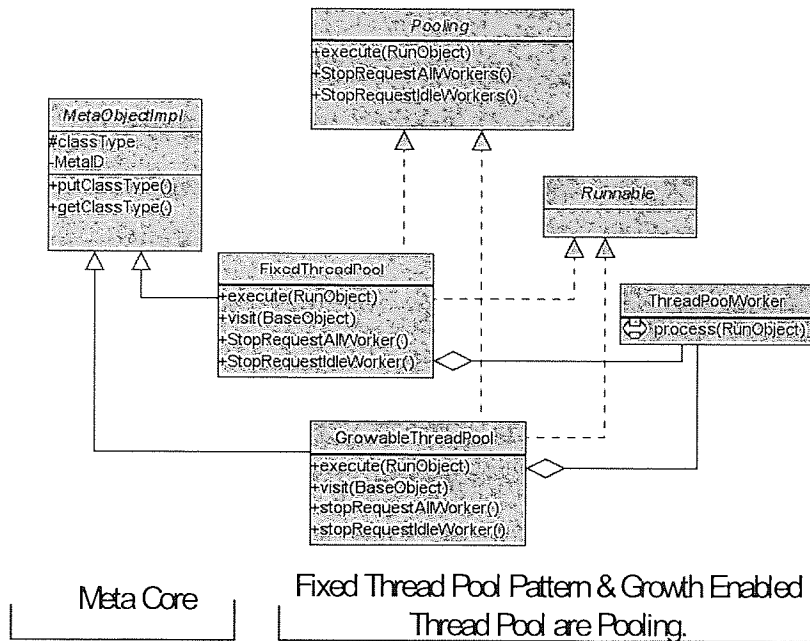 Pooling
+execute(RunObject)
+StopRequestAllWorkers()
+StopRequestIdleWorkers()
MetaObjectImpl
#classType
-MetaID
+putClassType()
+getClassType()
Runnable
FixedThreadPool
+execute(RunObject)
+visit(BaseObject)
+StopRequestAllWorker()
+StopRequestIdleWorker()
ThreadPoolWorker
process(RunObject)
GrowableThreadPool
+execute(RunObject)
+visit(BaseObject)
+stopRequestAllWorker()
+stopRequestIdleWorker()
Meta Core
Fixed Thread Pool Pattern & Growth Enabled
Thread Pool are Pooling.